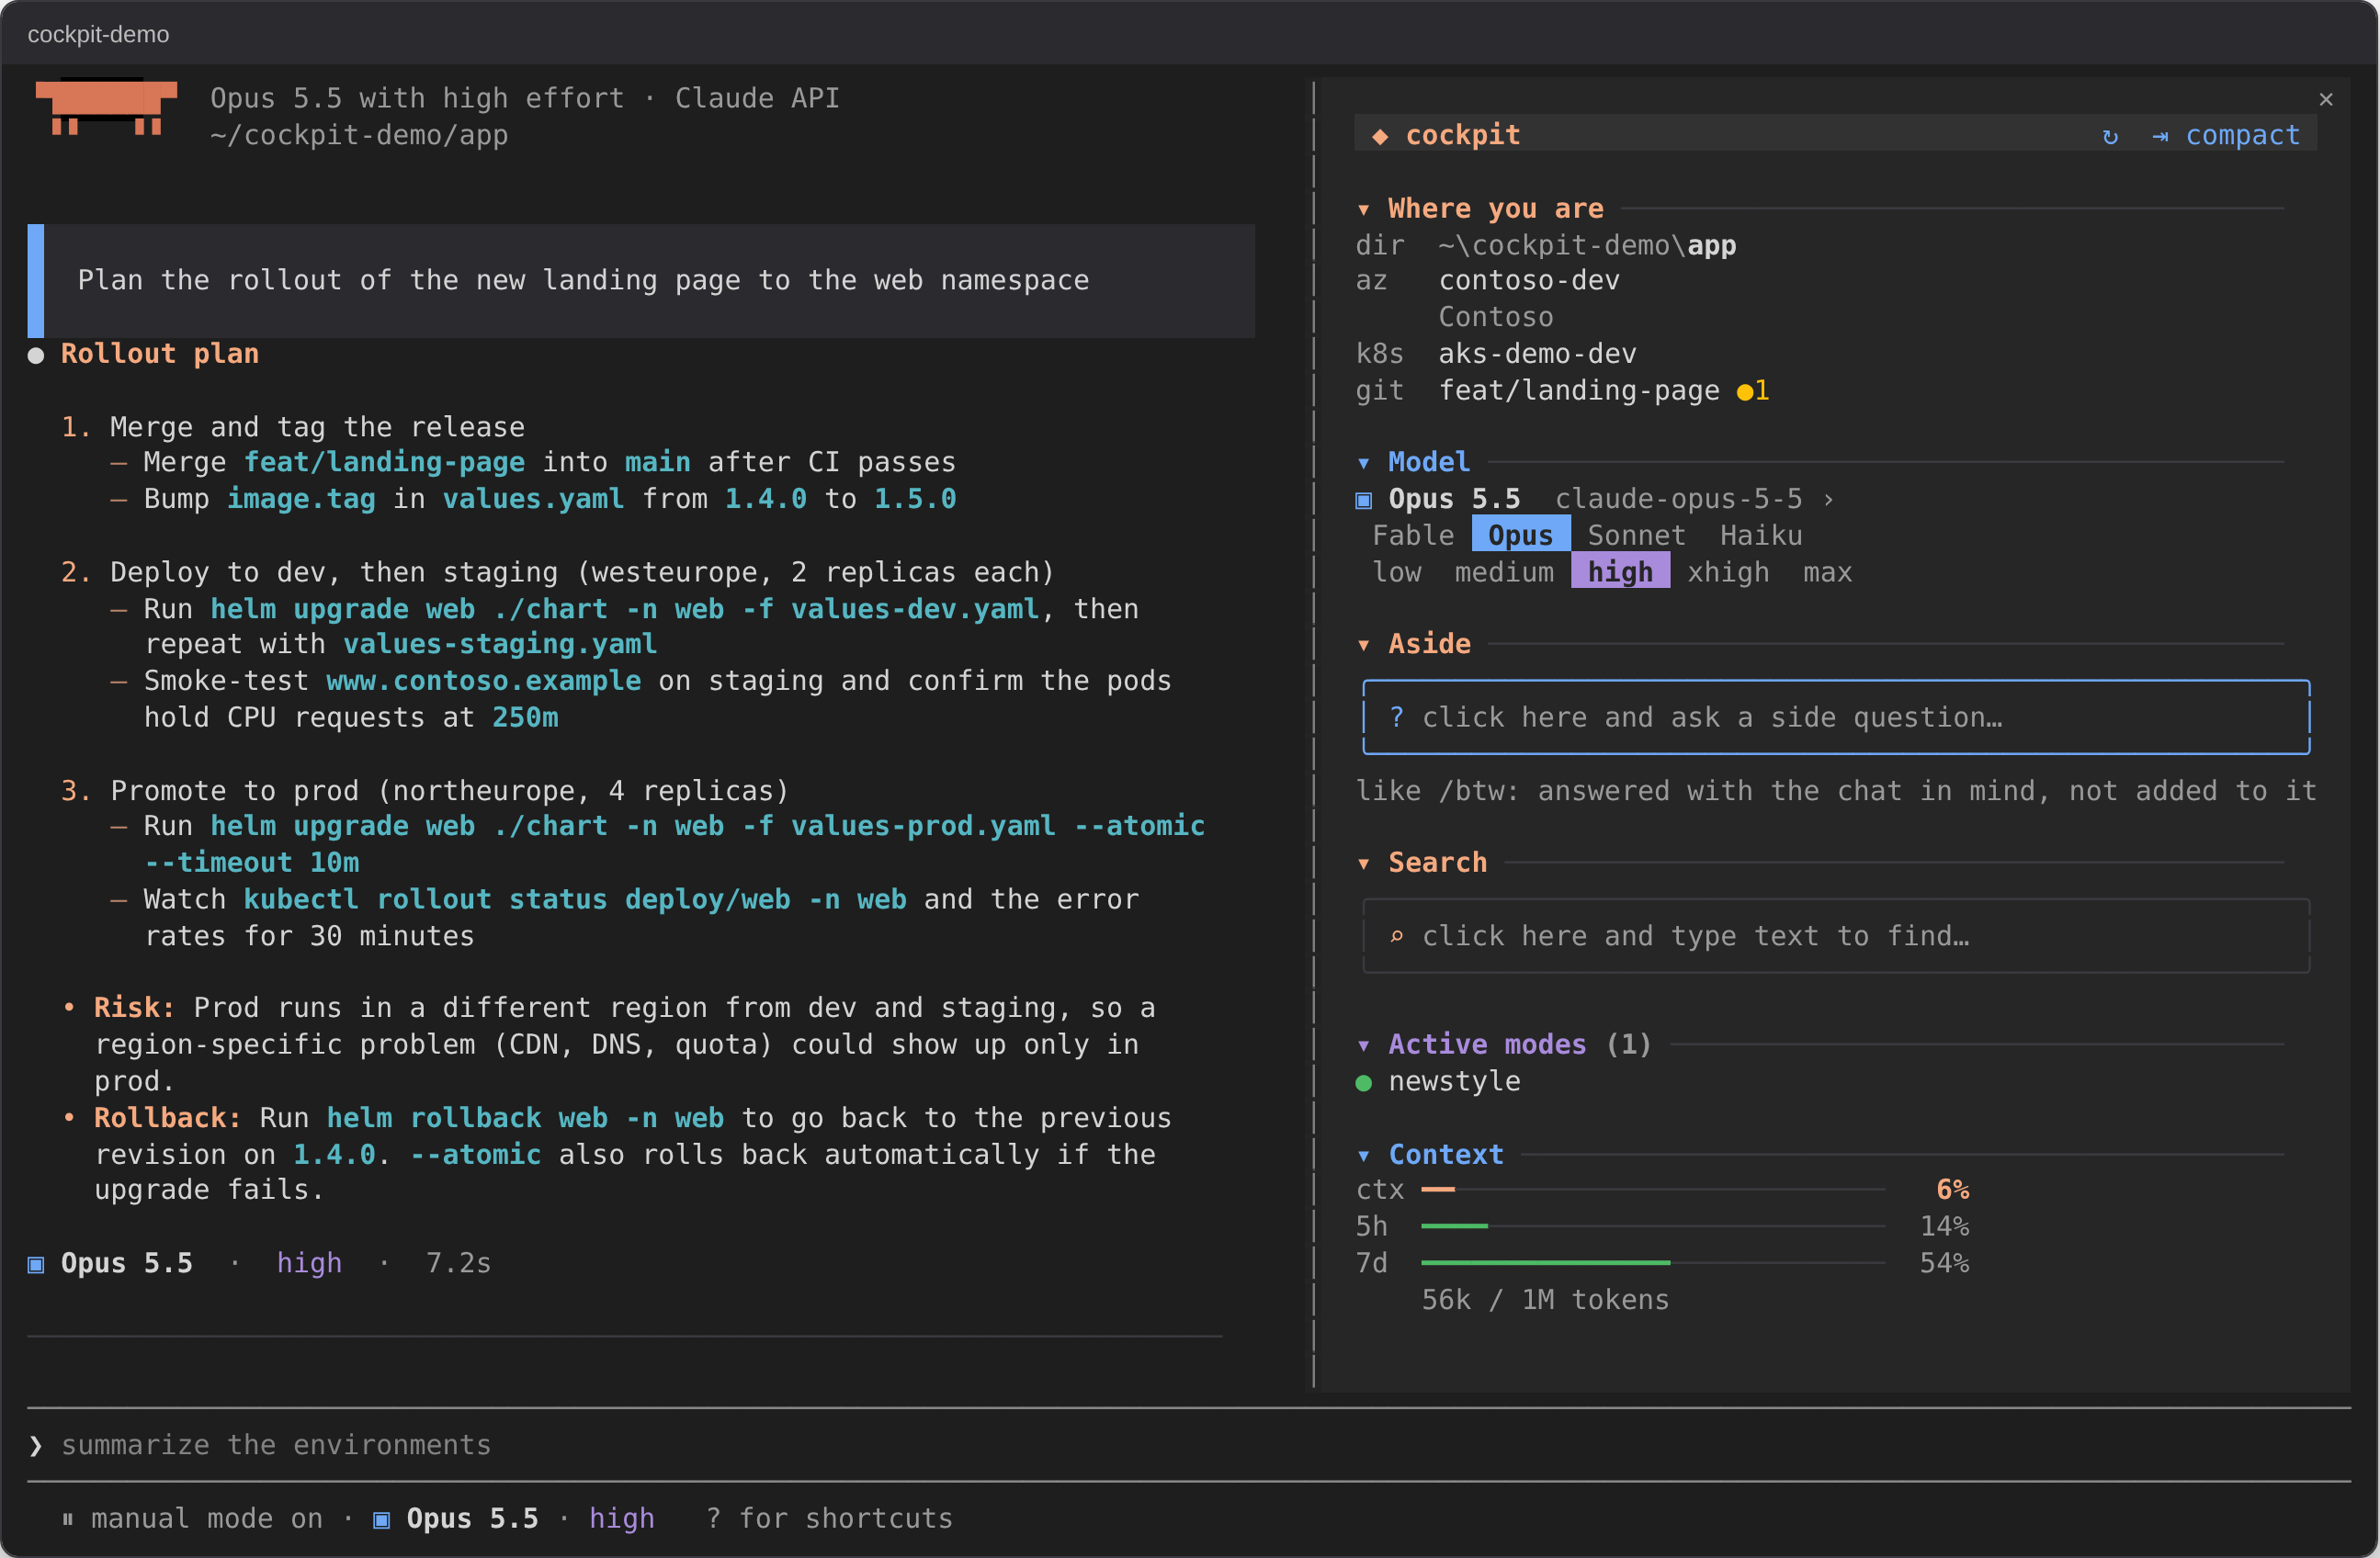 cockpit-demo
Opus 5.5 with high effort · Claude API
~/cockpit-demo/app
Plan the rollout of the new landing page to the web namespace
● Rollout plan
1. Merge and tag the release
– Merge feat/landing-page into main after CI passes
– Bump image.tag in values.yaml from 1.4.0 to 1.5.0
2. Deploy to dev, then staging (westeurope, 2 replicas each)
– Run helm upgrade web ./chart -n web -f values-dev.yaml, then
repeat with values-staging.yaml
– Smoke-test www.contoso.example on staging and confirm the pods
hold CPU requests at 250m
3. Promote to prod (northeurope, 4 replicas)
– Run helm upgrade web ./chart -n web -f values-prod.yaml --atomic
--timeout 10m
– Watch kubectl rollout status deploy/web -n web and the error
rates for 30 minutes
• Risk: Prod runs in a different region from dev and staging, so a
region-specific problem (CDN, DNS, quota) could show up only in
prod.
• Rollback: Run helm rollback web -n web to go back to the previous
revision on 1.4.0. --atomic also rolls back automatically if the
upgrade fails.
▣ Opus 5.5 · high · 7.2s
×
◆ cockpit ↻ ⇥ compact
▾ Where you are
dir ~\cockpit-demo\app
az contoso-dev
Contoso
k8s aks-demo-dev
git feat/landing-page ●1
▾ Model
▣ Opus 5.5 claude-opus-5-5 ›
Fable Opus Sonnet Haiku
low medium high xhigh max
▾ Aside
? click here and ask a side question…
like /btw: answered with the chat in mind, not added to it
▾ Search
⌕ click here and type text to find…
▾ Active modes (1)
● newstyle
▾ Context
ctx 6%
5h 14%
7d 54%
56k / 1M tokens
❯ summarize the environments
⏸ manual mode on · ▣ Opus 5.5 · high ? for shortcuts